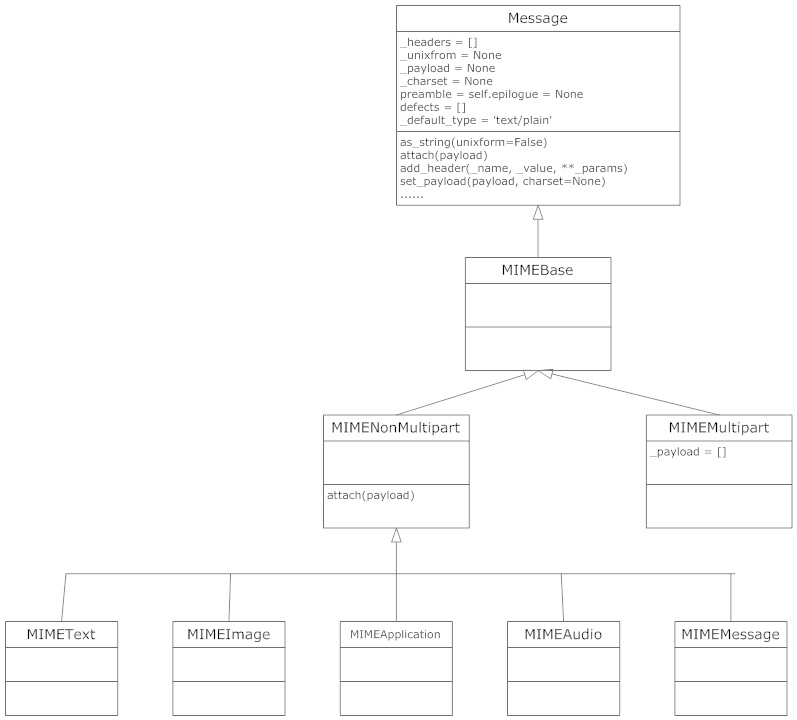 Message
_headers = []
_unixfrom = None
_payload = None
_charset = None
preamble = self.epilogue = None
defects = []
_default_type = 'text/plain'
as_string(unixform=False)
attach(payload)
add_header(_name, _value, **_params)
set_payload(payload, charset=None)
......
MIMEBase
MIMENonMultipart
attach(payload)
MIMEMultipart
_payload = []
MIMEText
MIMEImage
MIMEApplication
MIMEAudio
MIMEMessage